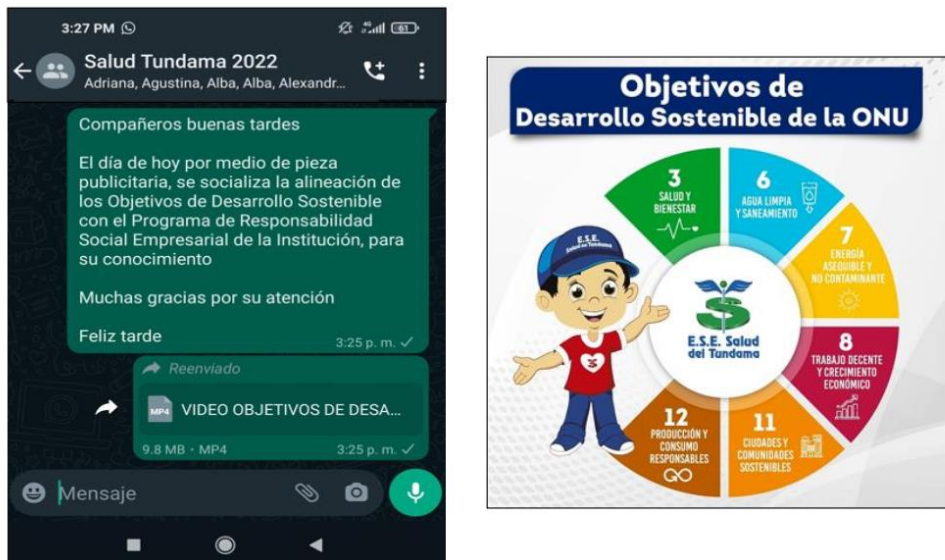 3:27 PM
4G
61
Salud Tundama 2022
Adriana, Agustina, Alba, Alba, Alexandr...
Compañeros buenas tardes
El día de hoy por medio de pieza
publicitaria, se socializa la alineación de
los Objetivos de Desarrollo Sostenible
con el Programa de Responsabilidad
Social Empresarial de la Institución, para
su conocimiento
Muchas gracias por su atención
Feliz tarde
3:25 p. m.
Reenviado
MP4
VIDEO OBJETIVOS DE DESA...
9.8 MB • MP4
3:25 p. m.
Mensaje
Objetivos de
Desarrollo Sostenible de la ONU
3
SALUD Y
BIENESTAR
6
AGUA LIMPIA
Y SANEAMIENTO
7
ENERGÍA
ASEQUIBLE Y
NO CONTAMINANTE
8
TRABAJO DECENTE
Y CRECIMIENTO
ECONÓMICO
11
CIUDADES Y
COMUNIDADES
SOSTENIBLES
12
PRODUCCIÓN Y
CONSUMO
RESPONSABLES
E.S.E.
Salud del Tundama
E.S.E. Salud
del Tundama